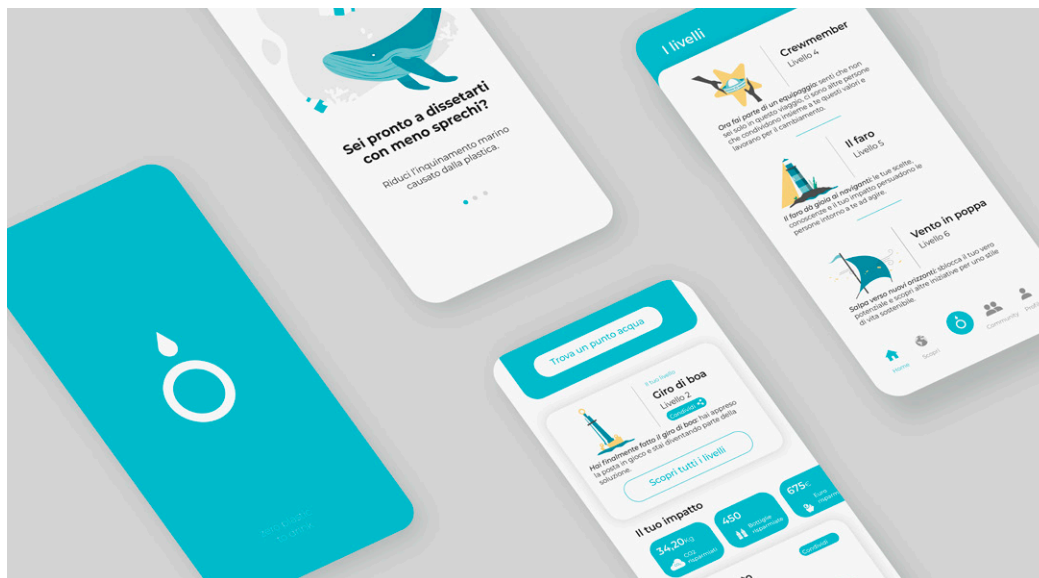 Sei pronto a dissetarti
con meno sprechi?
Riduci l'inquinamento marino
causato dalla plastica.
I livelli
Crewmember
Livello 4
Ora fai parte di un equipaggio: senti che non
sei solo in questo viaggio, ci sono altre persone
che condividono insieme a te questi valori e
lavorano per il cambiamento.
Il faro
Livello 5
Il faro dà gioia ai naviganti: le tue scelte,
conoscenze e il tuo impatto persuadono le
persone intorno a te ad agire.
Vento in poppa
Livello 6
Salpa verso nuovi orizzonti: sblocca il tuo vero
potenziale e scopri altre iniziative per uno stile
di vita sostenibile.
Home
Scopri
Community
Trova un punto acqua
Il tuo livello
Giro di boa
Livello 2
Condividi
Hai finalmente fatto il giro di boa: hai appreso
la posta in gioco e stai diventando parte della
soluzione.
Scopri tutti i livelli
Il tuo impatto
34,20Kg
CO2
risparmiati
450
Bottiglie
risparmiate
675€
Euro
Condividi